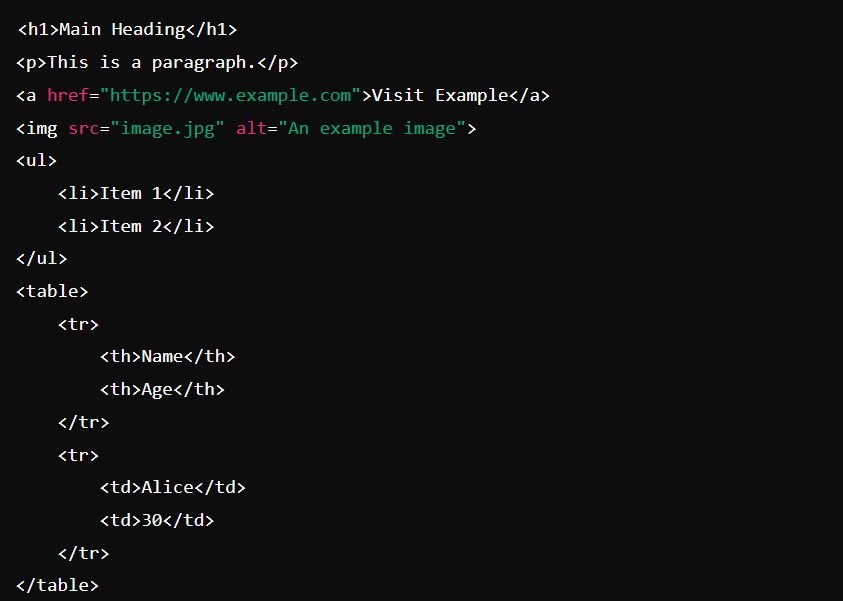 <h1>Main Heading</h1>
<p>This is a paragraph.</p>
<a href="https://www.example.com">Visit Example</a>
<img src="image.jpg" alt="An example image">
<ul>
    <li>Item 1</li>
    <li>Item 2</li>
</ul>
<table>
    <tr>
        <th>Name</th>
        <th>Age</th>
    </tr>
    <tr>
        <td>Alice</td>
        <td>30</td>
    </tr>
</table>